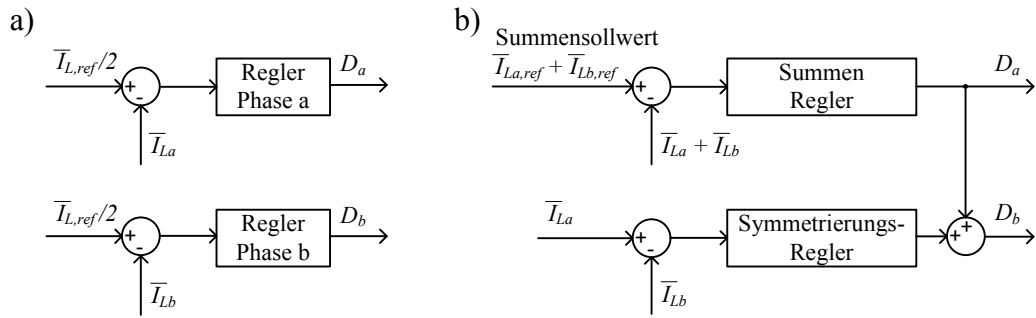 a)
I̅L,ref/2
+
-
I̅La
Regler
Phase a
Da
I̅L,ref/2
+
-
I̅Lb
Regler
Phase b
Db
b)
Summensollwert
I̅La,ref + I̅Lb,ref
+
-
I̅La + I̅Lb
Summen
Regler
Da
I̅La
+
-
I̅Lb
Symmetrierungs-
Regler
+
+
Db